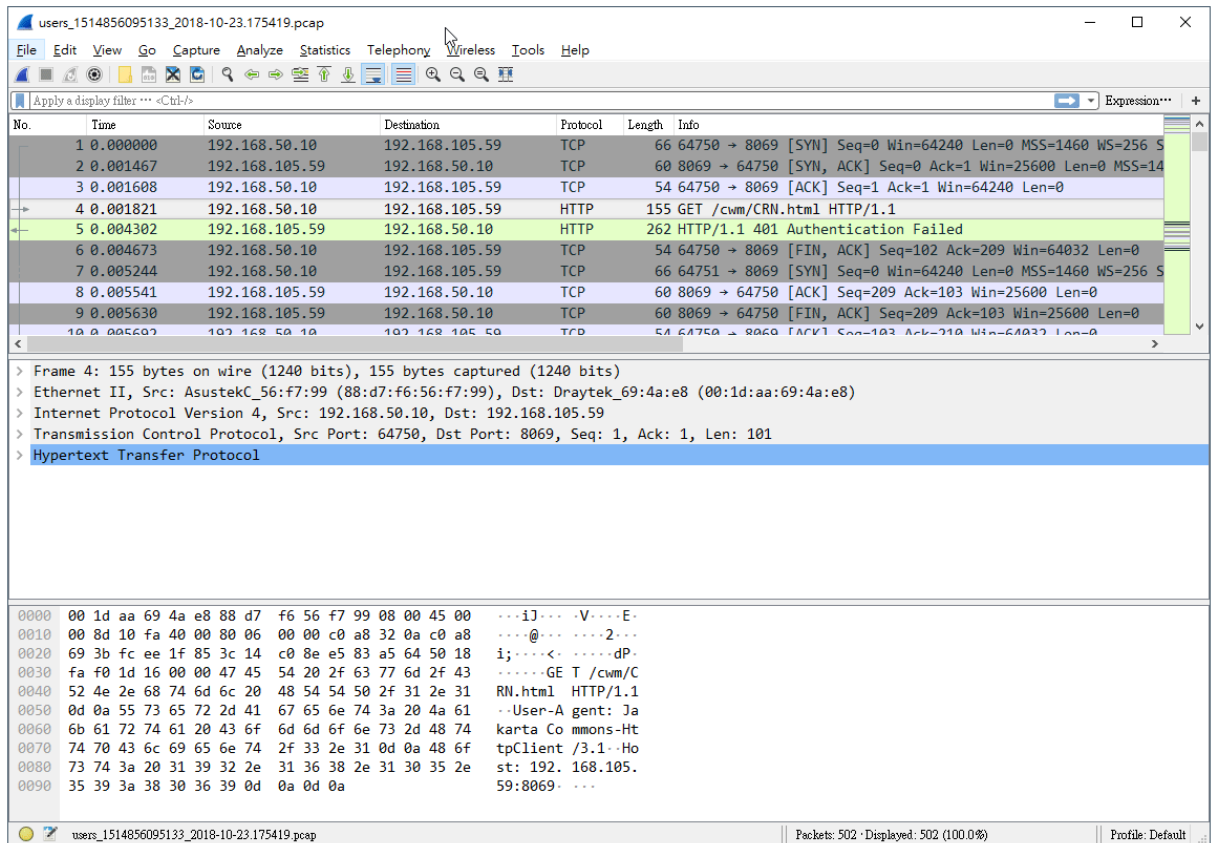 users_1514856095133_2018-10-23.175419.pcap
File Edit View Go Capture Analyze Statistics Telephony Wireless Tools Help
Apply a display filter ··· <Ctrl-/> Expression··· +
No. Time Source Destination Protocol Length Info
1 0.000000 192.168.50.10 192.168.105.59 TCP 66 64750 → 8069 [SYN] Seq=0 Win=64240 Len=0 MSS=1460 WS=256 S
2 0.001467 192.168.105.59 192.168.50.10 TCP 60 8069 → 64750 [SYN, ACK] Seq=0 Ack=1 Win=25600 Len=0 MSS=14
3 0.001608 192.168.50.10 192.168.105.59 TCP 54 64750 → 8069 [ACK] Seq=1 Ack=1 Win=64240 Len=0
4 0.001821 192.168.50.10 192.168.105.59 HTTP 155 GET /cwm/CRN.html HTTP/1.1
5 0.004302 192.168.105.59 192.168.50.10 HTTP 262 HTTP/1.1 401 Authentication Failed
6 0.004673 192.168.50.10 192.168.105.59 TCP 54 64750 → 8069 [FIN, ACK] Seq=102 Ack=209 Win=64032 Len=0
7 0.005244 192.168.50.10 192.168.105.59 TCP 66 64751 → 8069 [SYN] Seq=0 Win=64240 Len=0 MSS=1460 WS=256 S
8 0.005541 192.168.105.59 192.168.50.10 TCP 60 8069 → 64750 [ACK] Seq=209 Ack=103 Win=25600 Len=0
9 0.005630 192.168.105.59 192.168.50.10 TCP 60 8069 → 64750 [FIN, ACK] Seq=209 Ack=103 Win=25600 Len=0
10 0.005692 192.168.50.10 192.168.105.59 TCP 54 64750 → 8069 [ACK] Seq=103 Ack=210 Win=64032 Len=0
> Frame 4: 155 bytes on wire (1240 bits), 155 bytes captured (1240 bits)
> Ethernet II, Src: AsustekC_56:f7:99 (88:d7:f6:56:f7:99), Dst: Draytek_69:4a:e8 (00:1d:aa:69:4a:e8)
> Internet Protocol Version 4, Src: 192.168.50.10, Dst: 192.168.105.59
> Transmission Control Protocol, Src Port: 64750, Dst Port: 8069, Seq: 1, Ack: 1, Len: 101
> Hypertext Transfer Protocol
0000 00 1d aa 69 4a e8 88 d7 f6 56 f7 99 08 00 45 00 ···iJ··· ·V····E·
0010 00 8d 10 fa 40 00 80 06 00 00 c0 a8 32 0a c0 a8 ····@··· ····2···
0020 69 3b fc ee 1f 85 3c 14 c0 8e e5 83 a5 64 50 18 i;····<· ·····dP·
0030 fa f0 1d 16 00 00 47 45 54 20 2f 63 77 6d 2f 43 ······GE T /cwm/C
0040 52 4e 2e 68 74 6d 6c 20 48 54 54 50 2f 31 2e 31 RN.html HTTP/1.1
0050 0d 0a 55 73 65 72 2d 41 67 65 6e 74 3a 20 4a 61 ··User-A gent: Ja
0060 6b 61 72 74 61 20 43 6f 6d 6d 6f 6e 73 2d 48 74 karta Co mmons-Ht
0070 74 70 43 6c 69 65 6e 74 2f 33 2e 31 0d 0a 48 6f tpClient /3.1··Ho
0080 73 74 3a 20 31 39 32 2e 31 36 38 2e 31 30 35 2e st: 192. 168.105.
0090 35 39 3a 38 30 36 39 0d 0a 0d 0a 59:8069· ···
users_1514856095133_2018-10-23.175419.pcap Packets: 502 · Displayed: 502 (100.0%) Profile: Default